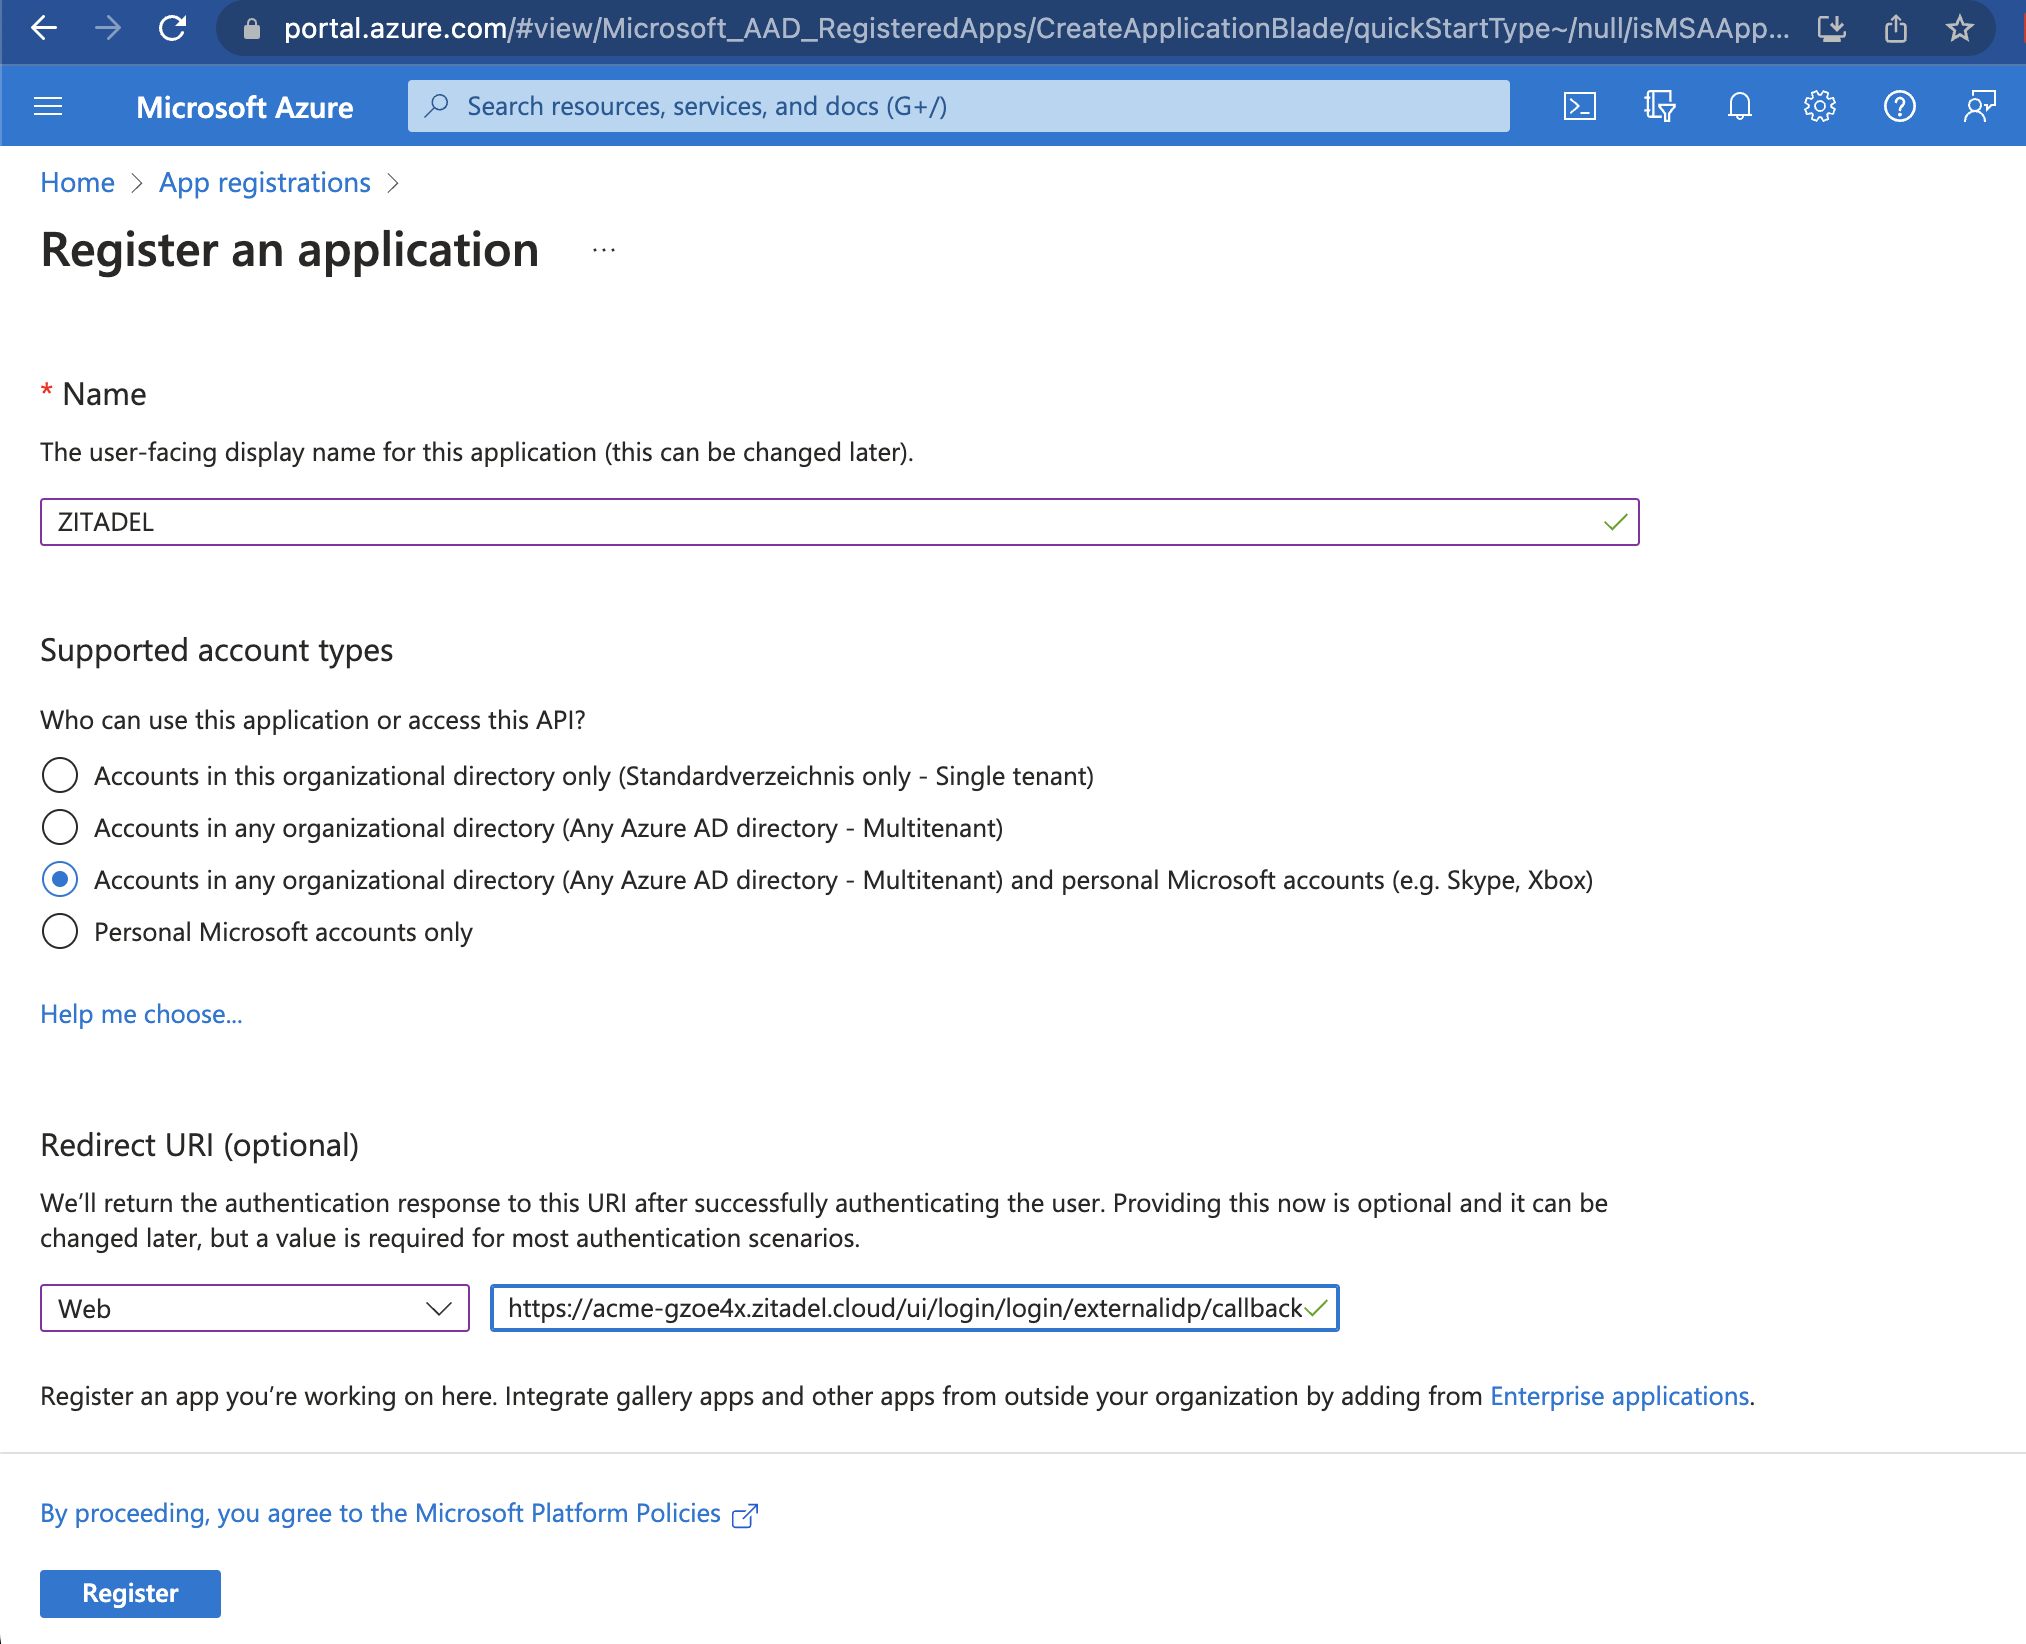 portal.azure.com/#view/Microsoft_AAD_RegisteredApps/CreateApplicationBlade/quickStartType~/null/isMSAApp...
Microsoft Azure
Search resources, services, and docs (G+/)
Home > App registrations >
Register an application ...
* Name
The user-facing display name for this application (this can be changed later).
ZITADEL
Supported account types
Who can use this application or access this API?
Accounts in this organizational directory only (Standardverzeichnis only - Single tenant)
Accounts in any organizational directory (Any Azure AD directory - Multitenant)
Accounts in any organizational directory (Any Azure AD directory - Multitenant) and personal Microsoft accounts (e.g. Skype, Xbox)
Personal Microsoft accounts only
Help me choose...
Redirect URI (optional)
We’ll return the authentication response to this URI after successfully authenticating the user. Providing this now is optional and it can be
changed later, but a value is required for most authentication scenarios.
Web
https://acme-gzoe4x.zitadel.cloud/ui/login/login/externalidp/callback
Register an app you’re working on here. Integrate gallery apps and other apps from outside your organization by adding from Enterprise applications.
By proceeding, you agree to the Microsoft Platform Policies
Register